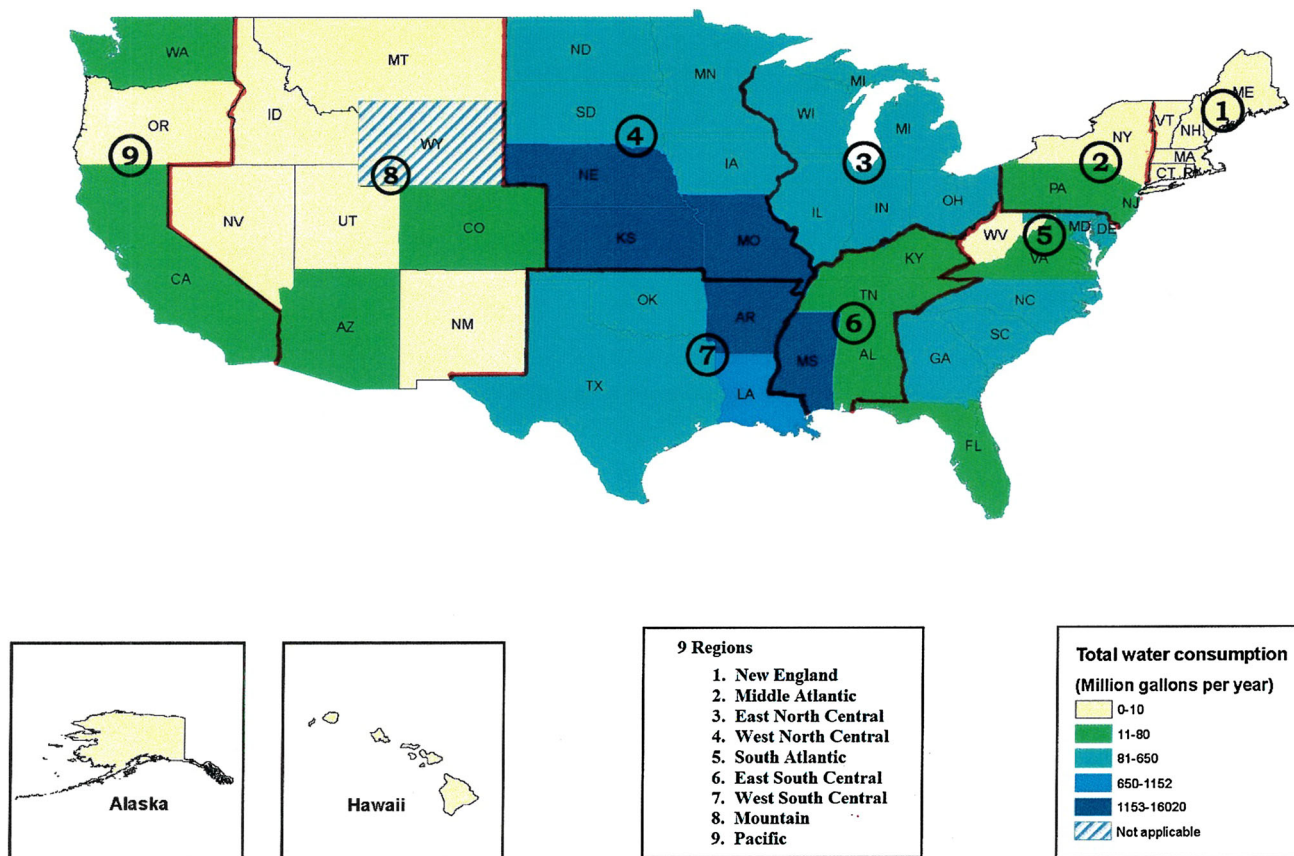 WA
MT
ND
MN
OR
ID
WY
SD
WI
MI
MI
ME
VT
NH
NY
MA
CT
NV
UT
CO
NE
IA
KS
MO
IL
IN
OH
PA
NJ
WV
MD
DE
VA
KY
CA
AZ
NM
OK
AR
TN
NC
SC
TX
LA
MS
AL
GA
FL
1
2
3
4
5
6
7
8
9
Alaska
Hawaii
9 Regions
1. New England
2. Middle Atlantic
3. East North Central
4. West North Central
5. South Atlantic
6. East South Central
7. West South Central
8. Mountain
9. Pacific
Total water consumption
(Million gallons per year)
0-10
11-80
81-650
650-1152
1153-16020
Not applicable